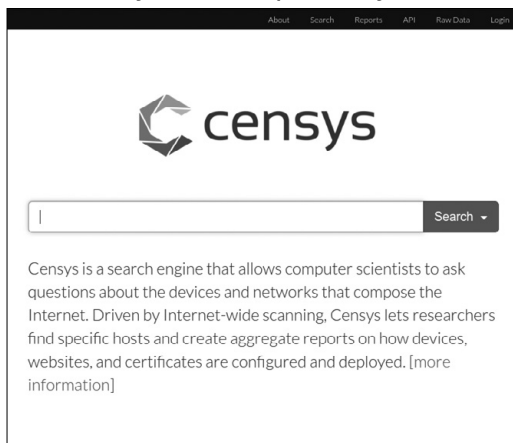 About Search Reports API Raw Data Login
censys
Search
Censys is a search engine that allows computer scientists to ask
questions about the devices and networks that compose the
Internet. Driven by Internet-wide scanning, Censys lets researchers
find specific hosts and create aggregate reports on how devices,
websites, and certificates are configured and deployed. [more
information]